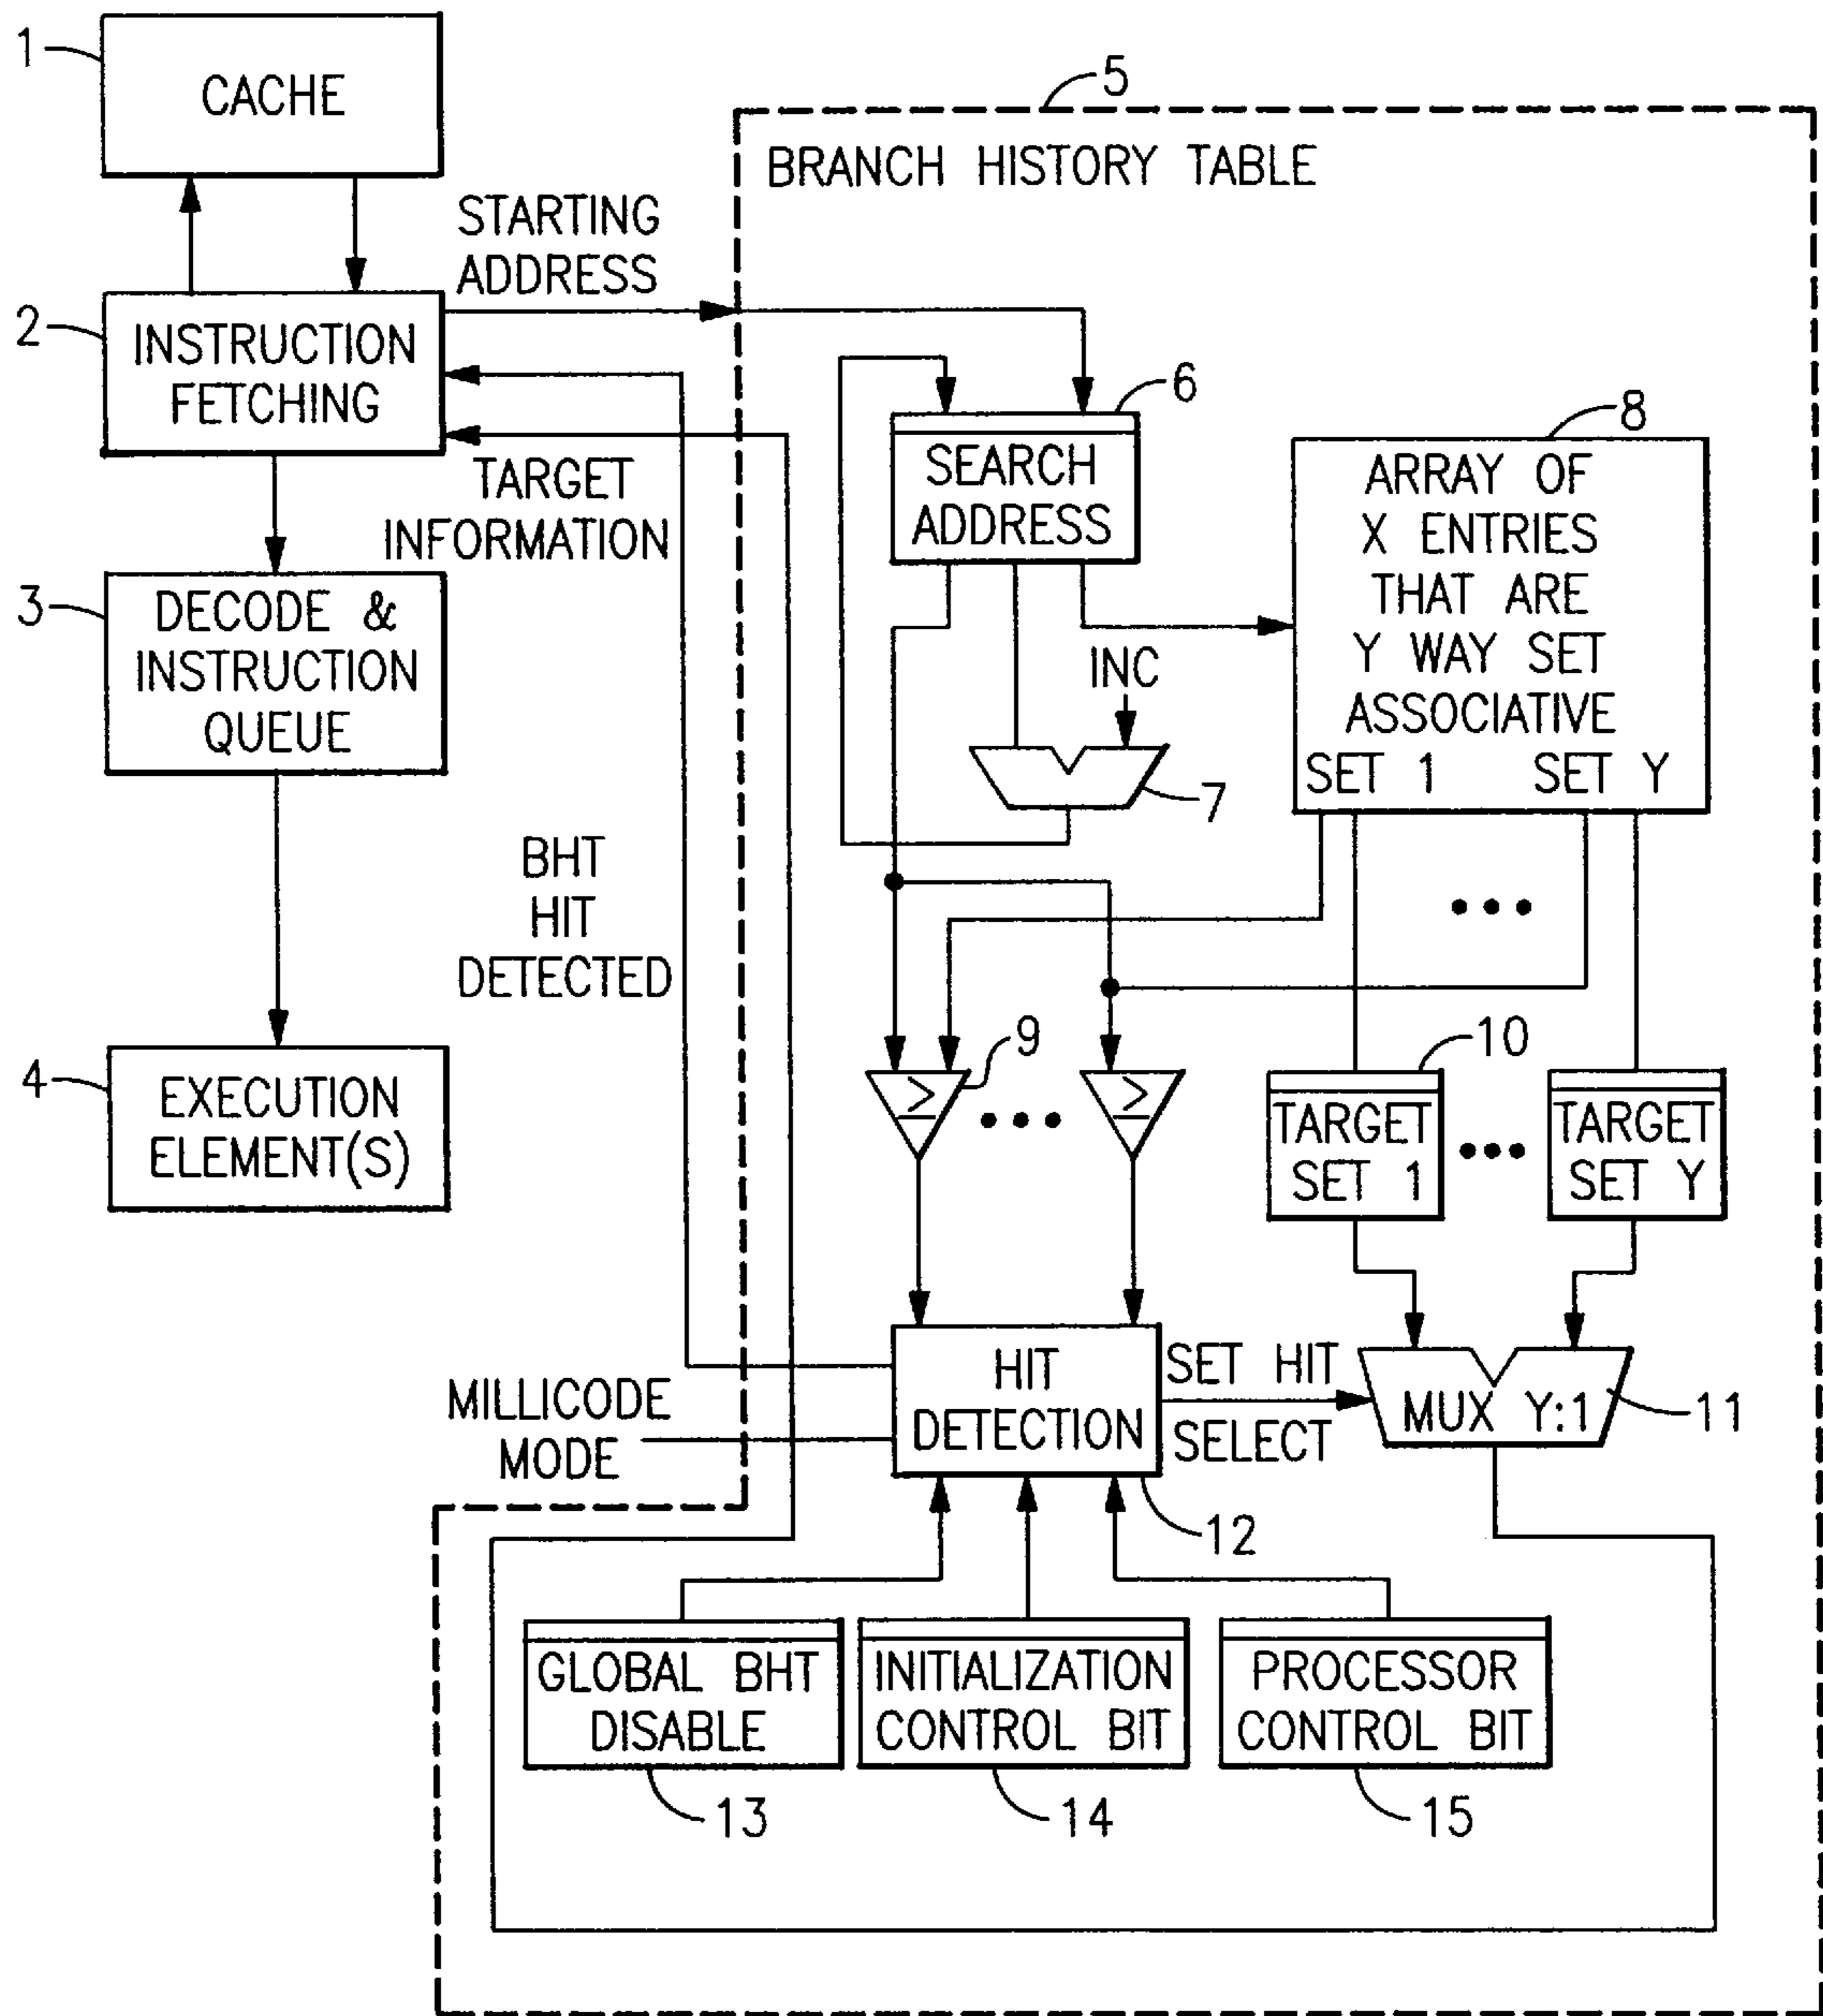 1
CACHE
5
BRANCH HISTORY TABLE
STARTING
ADDRESS
2
INSTRUCTION
FETCHING
6
SEARCH
ADDRESS
8
ARRAY OF
X ENTRIES
THAT ARE
Y WAY SET
ASSOCIATIVE
SET 1 SET Y
TARGET
INFORMATION
3
DECODE &
INSTRUCTION
QUEUE
INC
7
BHT
HIT
DETECTED
4
EXECUTION
ELEMENT(S)
9
≥
≥
10
TARGET
SET 1
TARGET
SET Y
HIT
DETECTION
SET HIT
SELECT
MUX Y:1
11
MILLICODE
MODE
12
GLOBAL BHT
DISABLE
INITIALIZATION
CONTROL BIT
PROCESSOR
CONTROL BIT
13
14
15